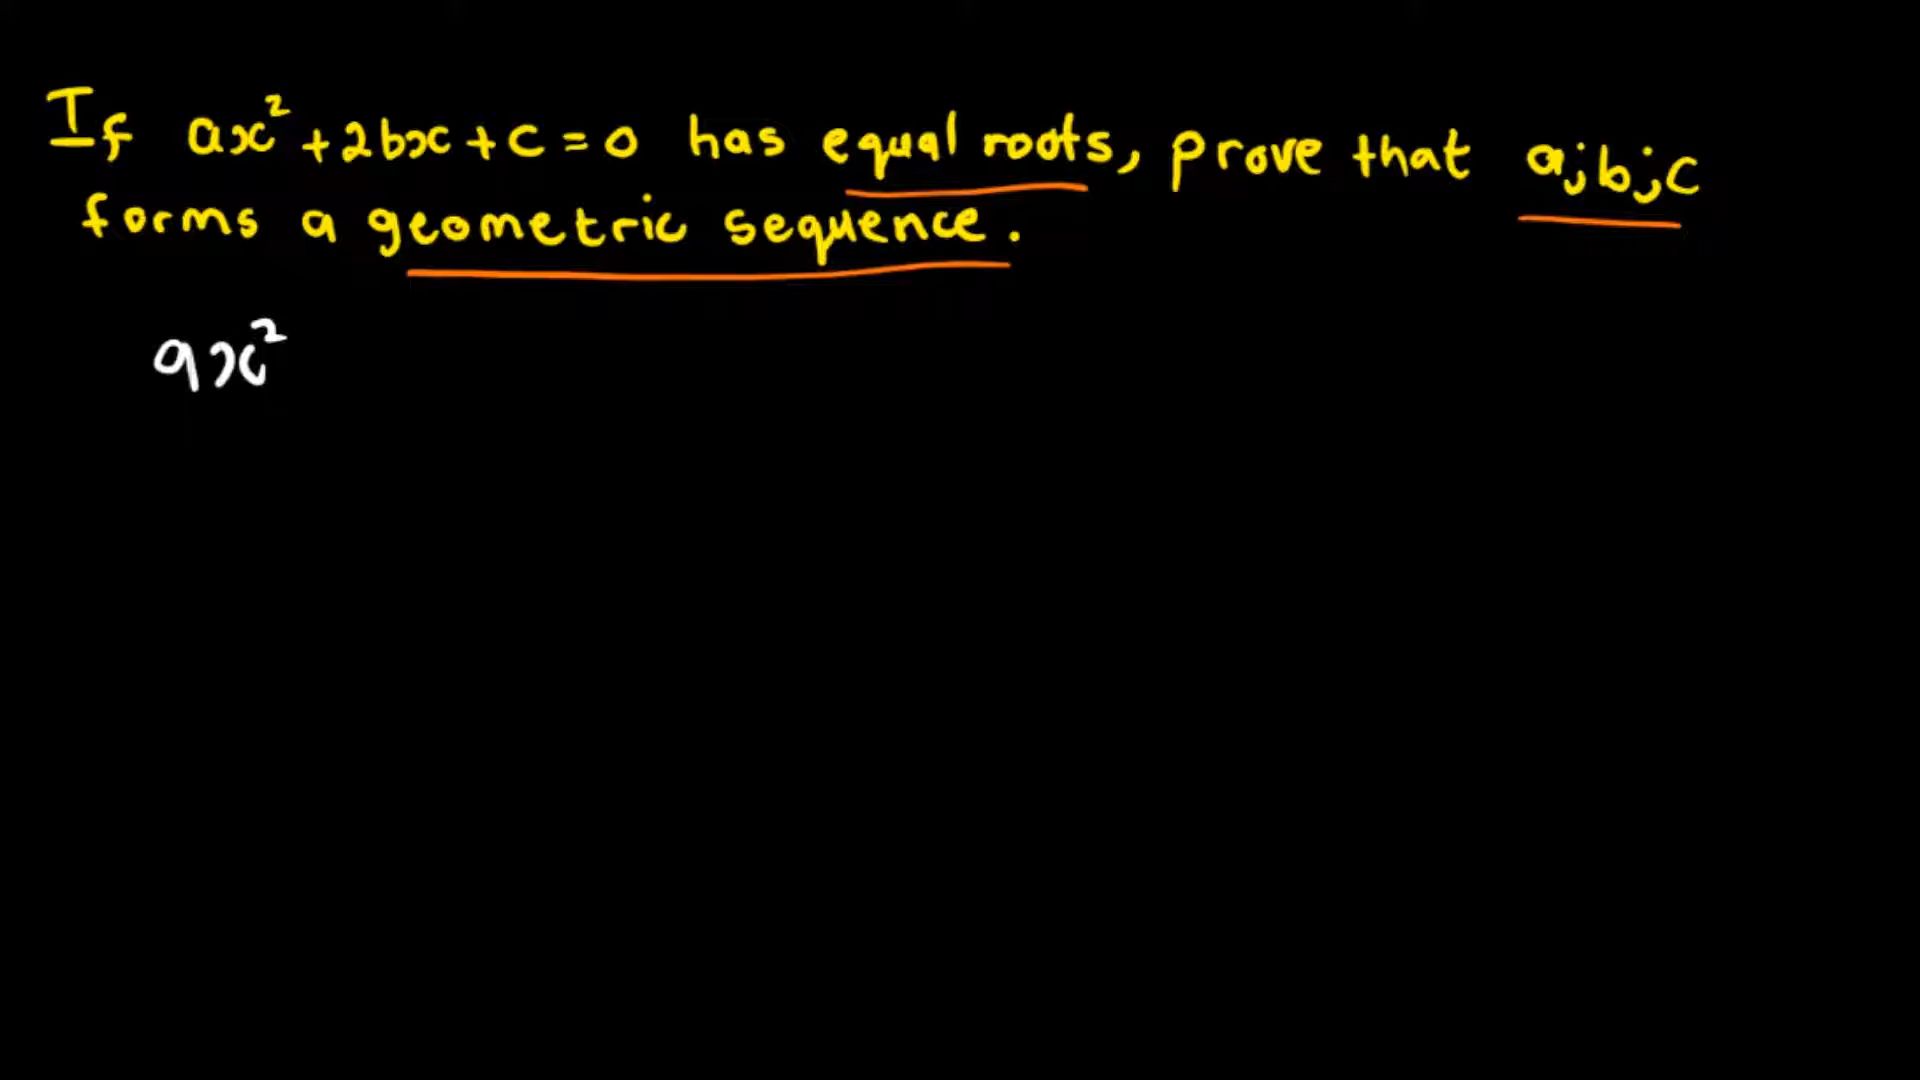 If ax² + 2bx + c = 0 has equal roots, prove that a;b;c
forms a geometric sequence.
ax²